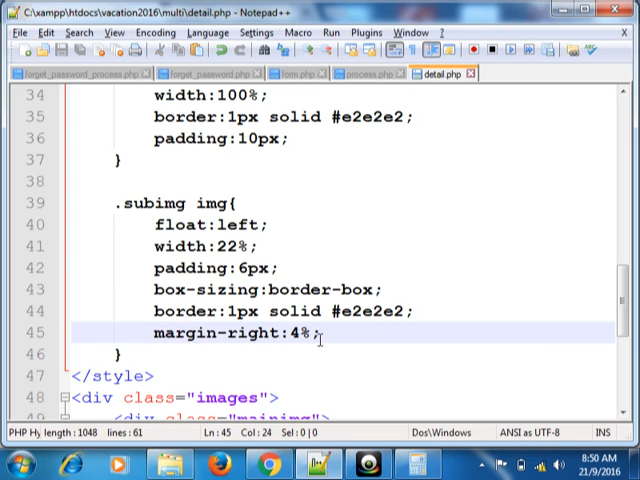 C:\xampp\htdocs\vacation2016\multi\detail.php - Notepad++
File Edit Search View Encoding Language Settings Macro Run Plugins Window ? X
forget_password_process.php forget_password.php form.php process.php detail.php
34 width:100%;
35 border:1px solid #e2e2e2;
36 padding:10px;
37 }
38
39 .subimg img{
40 float:left;
41 width:22%;
42 padding:6px;
43 box-sizing:border-box;
44 border:1px solid #e2e2e2;
45 margin-right:4%;
46 }
47 </style>
48 <div class="images">
49 <div class="mainimg">
PHP Hy length : 1048 lines : 61 Ln : 45 Col : 24 Sel : 0 | 0 Dos\Windows ANSI as UTF-8 INS
8:50 AM
21/9/2016